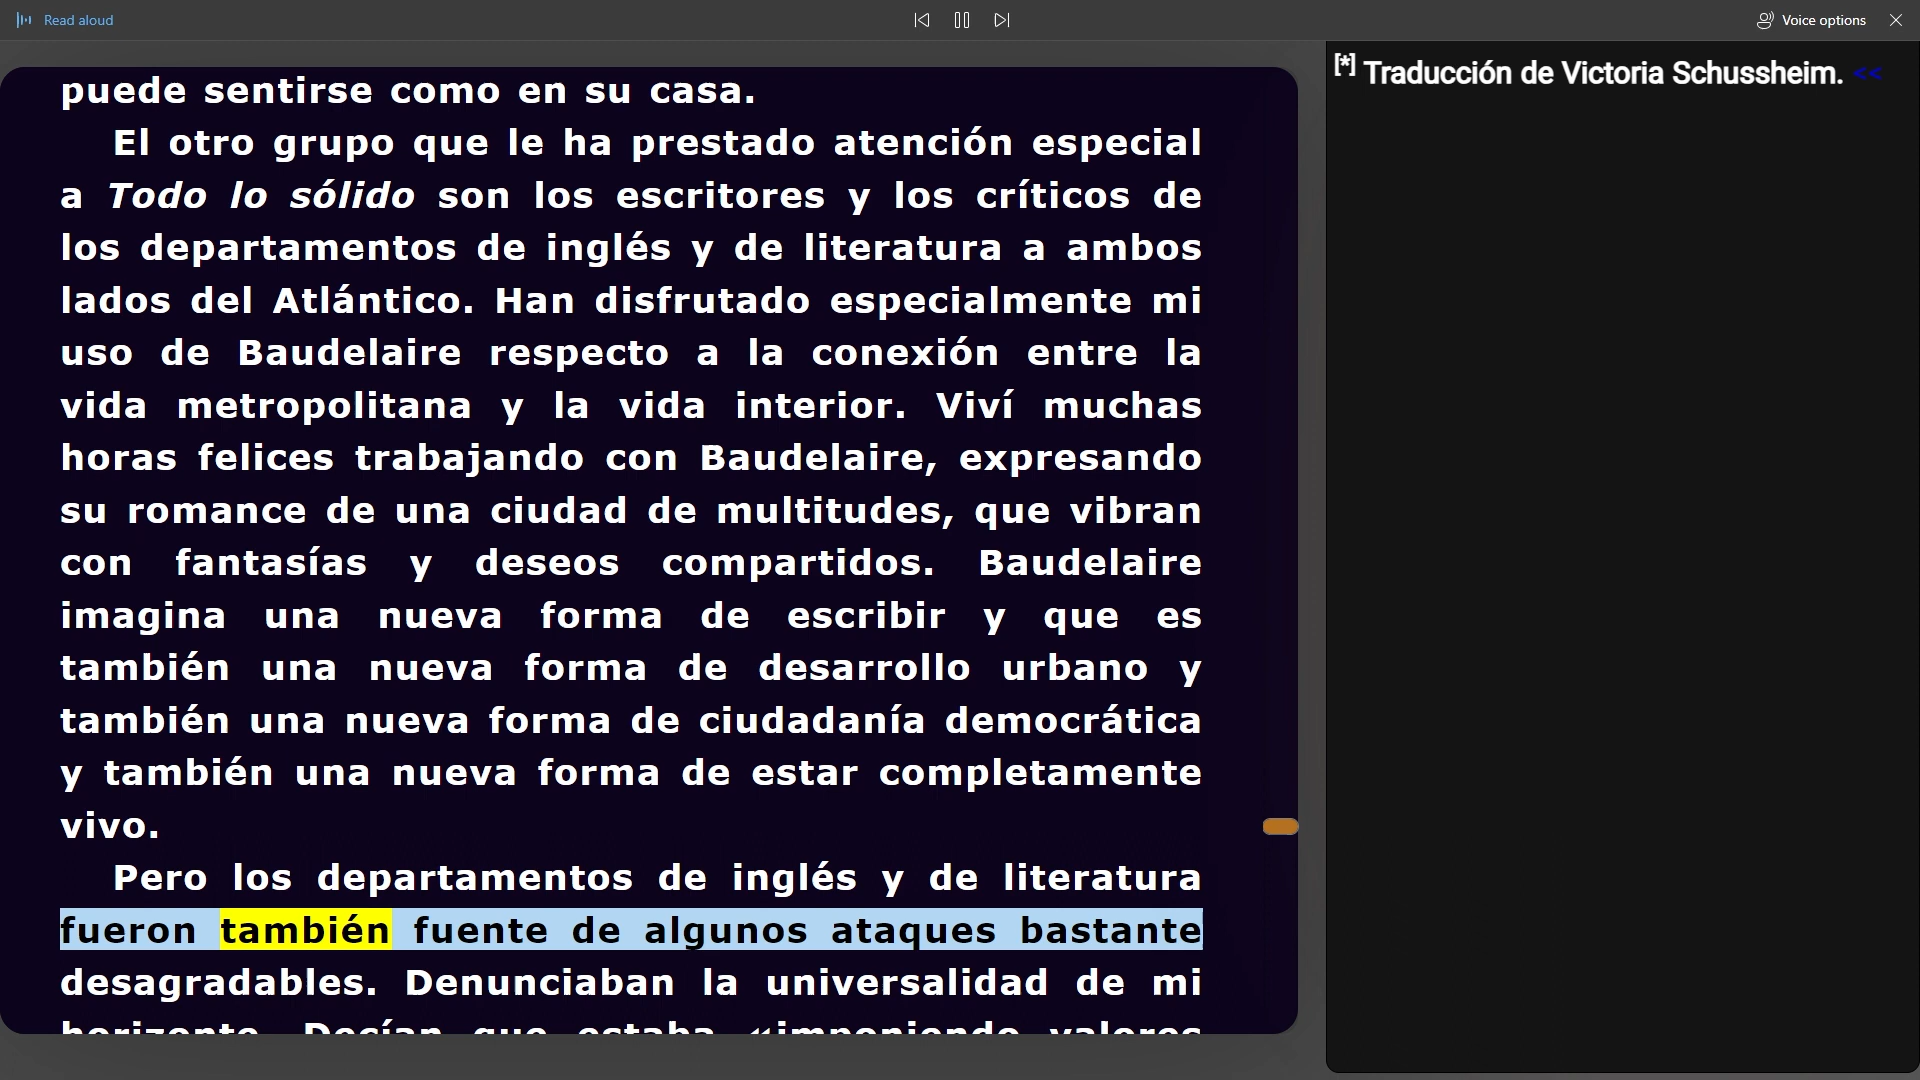 Read aloud
Voice options
puede sentirse como en su casa.
El otro grupo que le ha prestado atención especial
a Todo lo sólido son los escritores y los críticos de
los departamentos de inglés y de literatura a ambos
lados del Atlántico. Han disfrutado especialmente mi
uso de Baudelaire respecto a la conexión entre la
vida metropolitana y la vida interior. Viví muchas
horas felices trabajando con Baudelaire, expresando
su romance de una ciudad de multitudes, que vibran
con fantasías y deseos compartidos. Baudelaire
imagina una nueva forma de escribir y que es
también una nueva forma de desarrollo urbano y
también una nueva forma de ciudadanía democrática
y también una nueva forma de estar completamente
vivo.
Pero los departamentos de inglés y de literatura
fueron también fuente de algunos ataques bastante
desagradables. Denunciaban la universalidad de mi
horizonte. Decían que estaba «imponiendo valores
[*] Traducción de Victoria Schussheim. <<